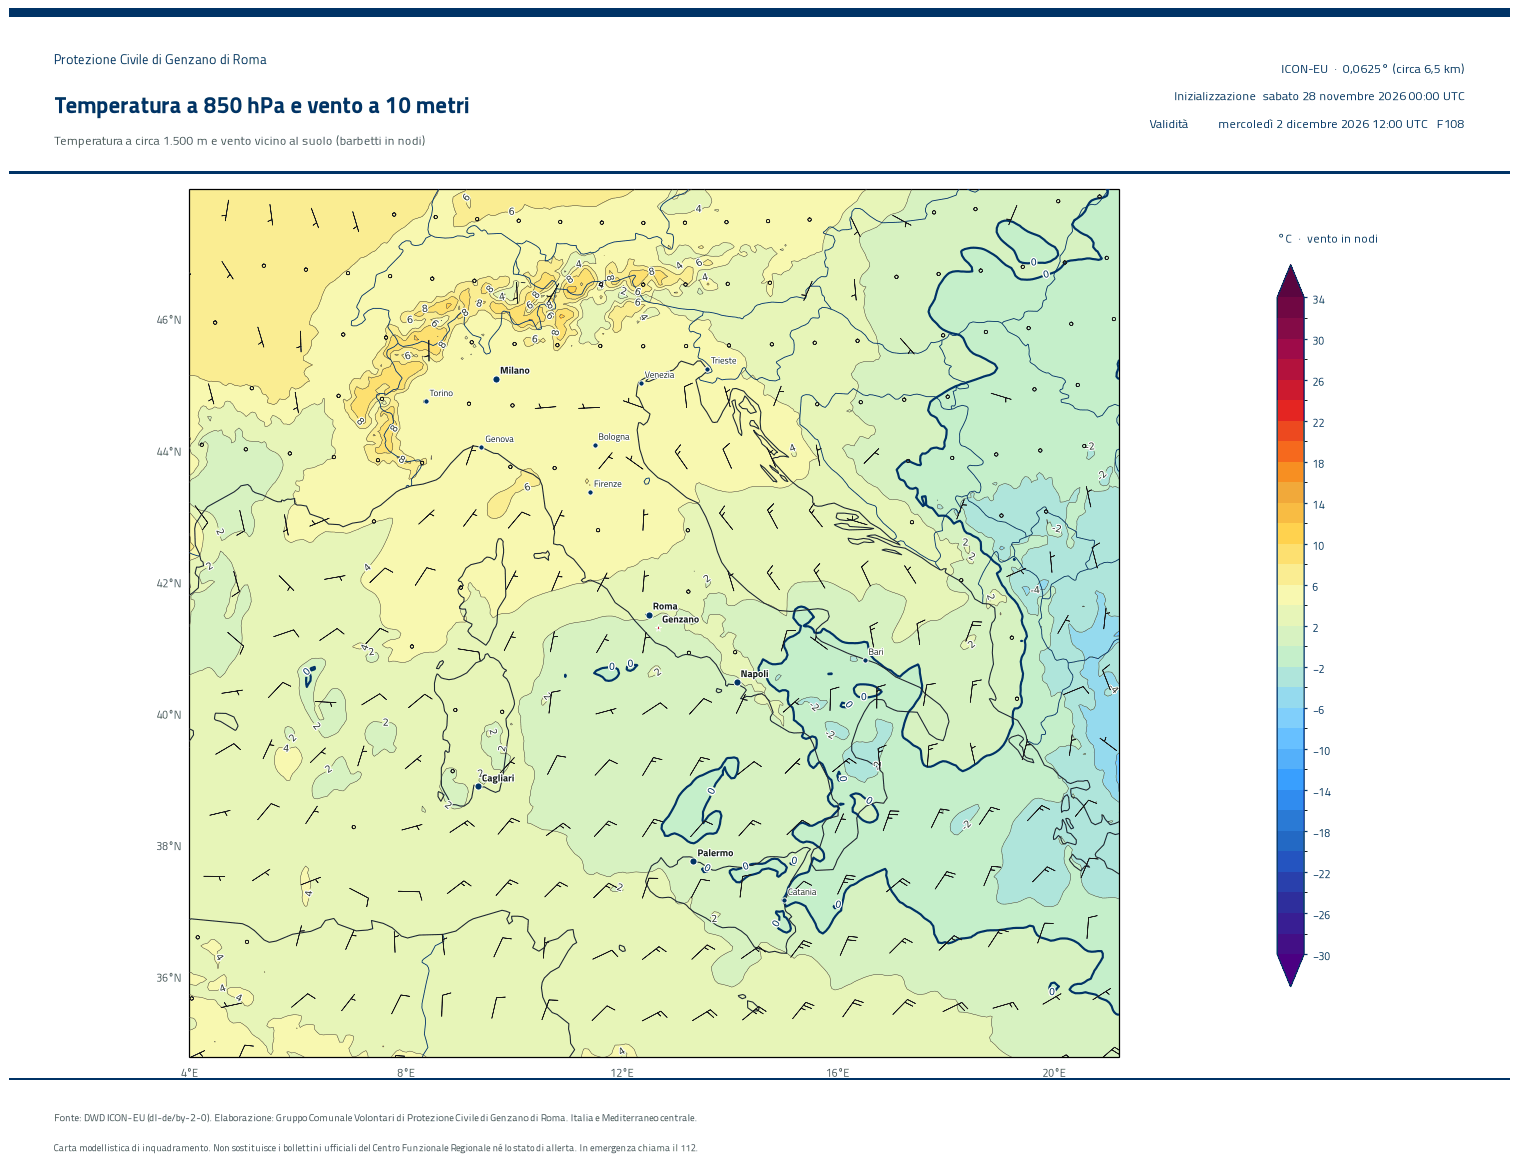 Protezione Civile di Genzano di Roma
Temperatura a 850 hPa e vento a 10 metri
Temperatura a circa 1.500 m e vento vicino al suolo (barbetti in nodi)
ICON-EU · 0,0625° (circa 6,5 km)
Inizializzazione sabato 28 novembre 2026 00:00 UTC
Validità mercoledì 2 dicembre 2026 12:00 UTC F108
°C · vento in nodi
34
30
26
22
18
14
10
6
2
−2
−6
−10
−14
−18
−22
−26
−30
46°N
44°N
42°N
40°N
38°N
36°N
4°E
8°E
12°E
16°E
20°E
Milano
Torino
Venezia
Trieste
Genova
Bologna
Firenze
Roma
Genzano
Napoli
Bari
Cagliari
Palermo
Catania
Fonte: DWD ICON-EU (dl-de/by-2-0). Elaborazione: Gruppo Comunale Volontari di Protezione Civile di Genzano di Roma. Italia e Mediterraneo centrale.
Carta modellistica di inquadramento. Non sostituisce i bollettini ufficiali del Centro Funzionale Regionale né lo stato di allerta. In emergenza chiama il 112.